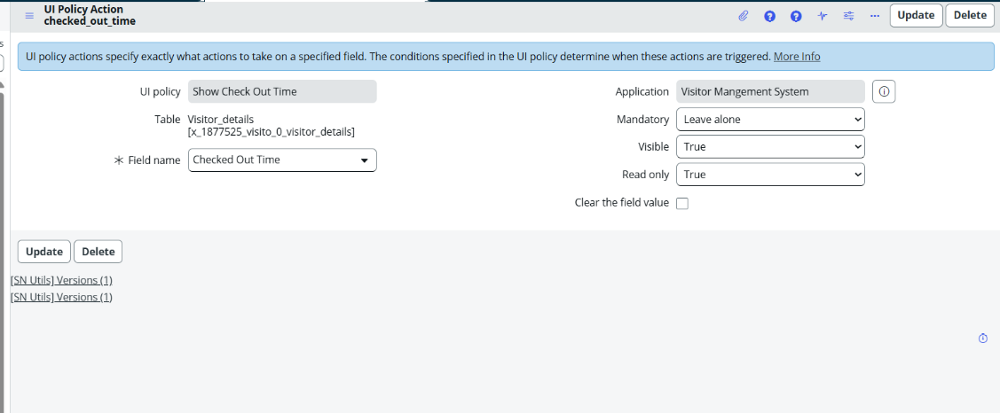 UI Policy Action
checked_out_time
Update
Delete
UI policy actions specify exactly what actions to take on a specified field. The conditions specified in the UI policy determine when these actions are triggered. More Info
UI policy
Show Check Out Time
Table
Visitor_details
[x_1877525_visito_0_visitor_details]
Field name
Checked Out Time
Application
Visitor Mangement System
Mandatory
Leave alone
Visible
True
Read only
True
Clear the field value
Update
Delete
[SN Utils] Versions (1)
[SN Utils] Versions (1)